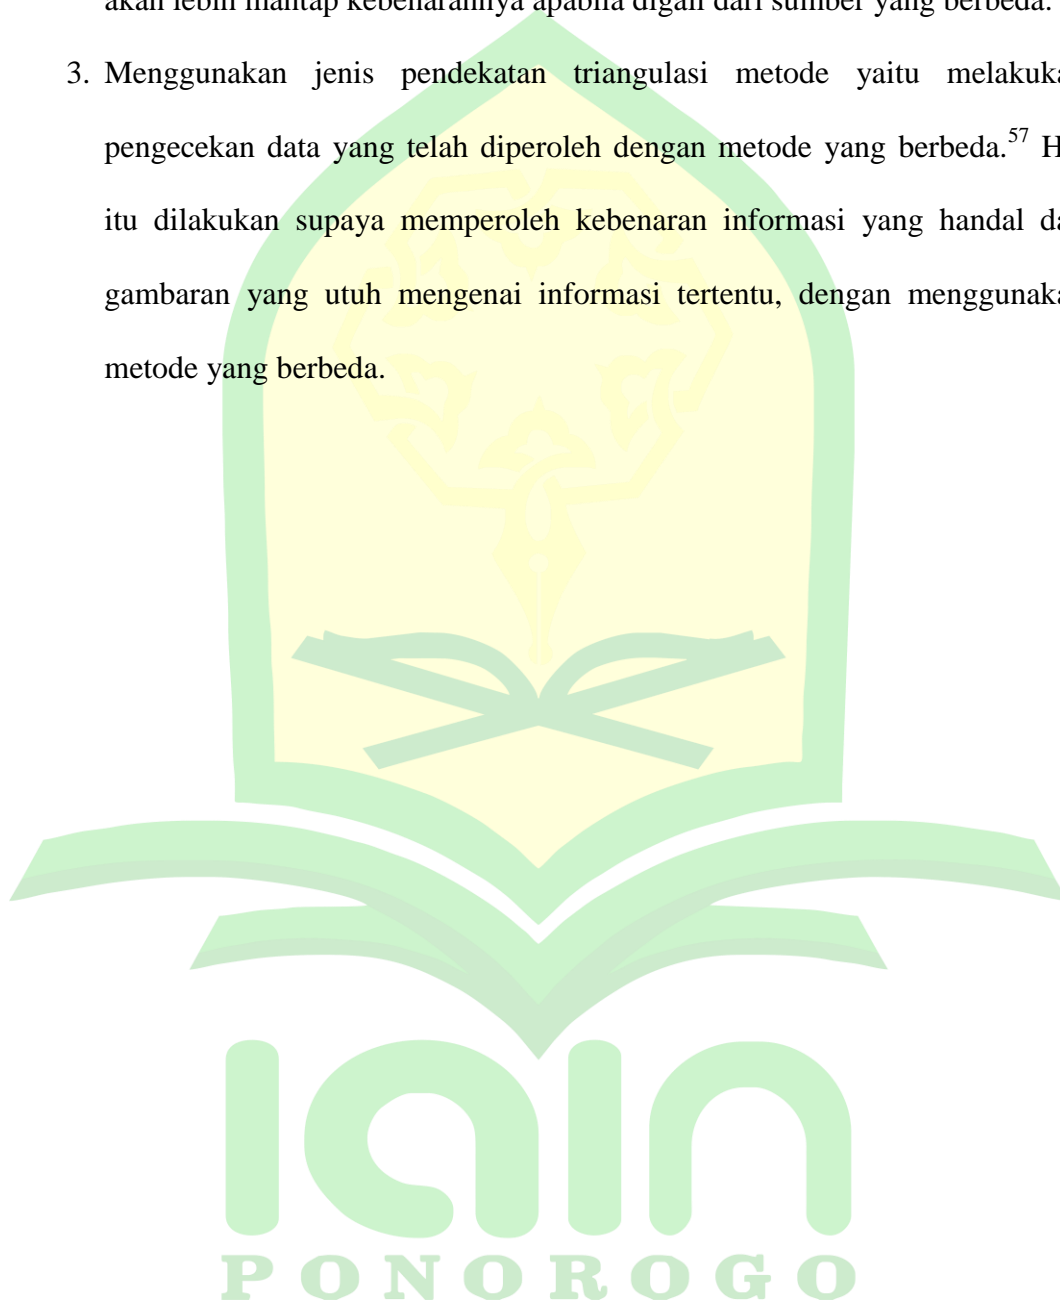 akan lebih mantap kebenarannya apabila digali dari sumber yang berbeda.
3. Menggunakan jenis pendekatan triangulasi metode yaitu melakuka
pengecekan data yang telah diperoleh dengan metode yang berbeda.57 H
itu dilakukan supaya memperoleh kebenaran informasi yang handal da
gambaran yang utuh mengenai informasi tertentu, dengan menggunaka
metode yang berbeda.
iain
PONOROGO